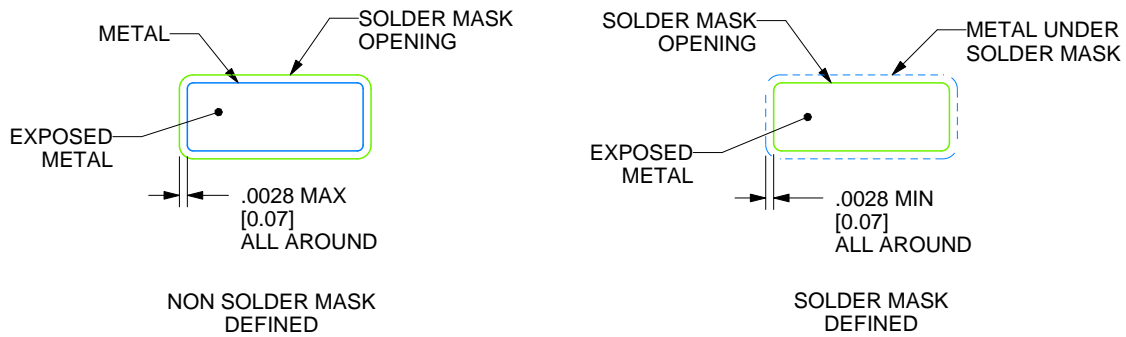 METAL
SOLDER MASK
OPENING
EXPOSED
METAL
.0028 MAX
[0.07]
ALL AROUND
NON SOLDER MASK
DEFINED
SOLDER MASK
OPENING
METAL UNDER
SOLDER MASK
EXPOSED
METAL
.0028 MIN
[0.07]
ALL AROUND
SOLDER MASK
DEFINED